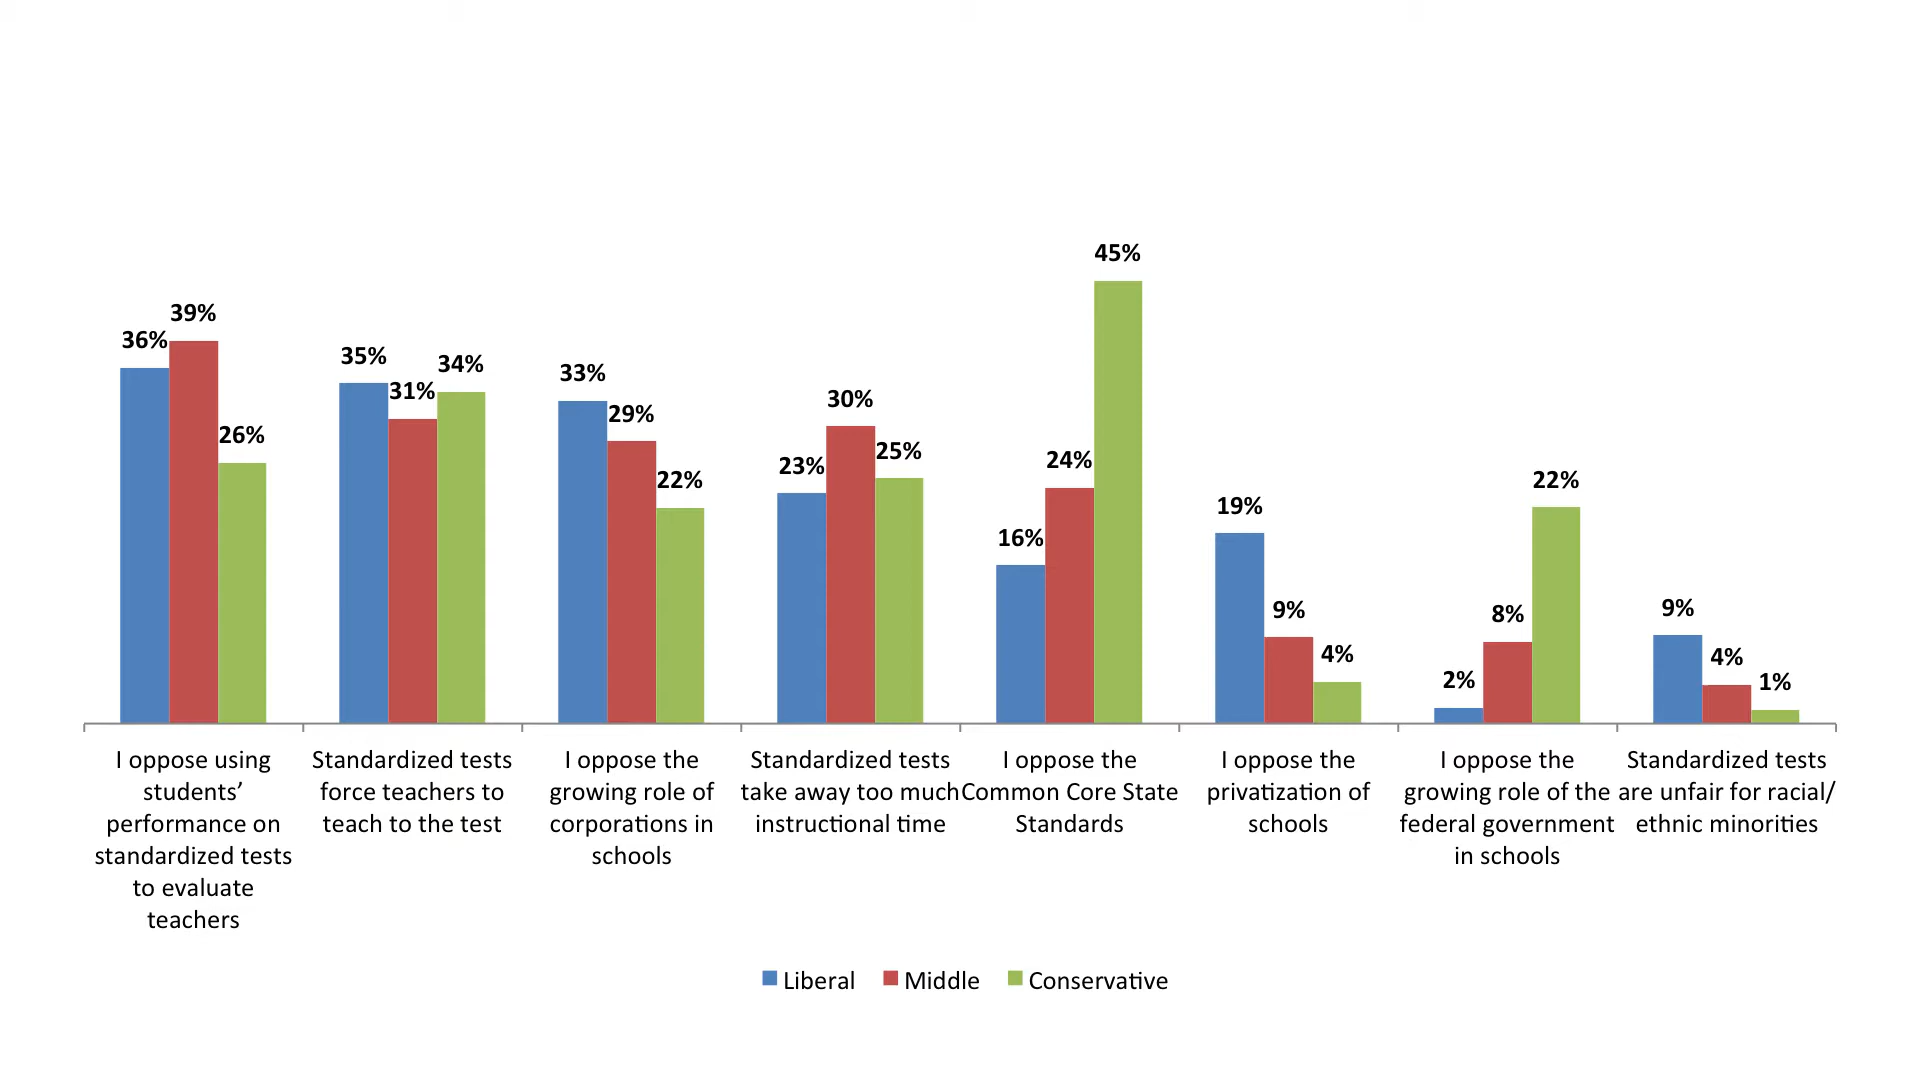 45%
39%
36%
26%
35%
31%
34%
33%
29%
22%
23%
30%
25%
16%
24%
19%
9%
4%
2%
8%
22%
9%
4%
1%
I oppose using
students’
performance on
standardized tests
to evaluate
teachers
Standardized tests
force teachers to
teach to the test
I oppose the
growing role of
corporations in
schools
Standardized tests
take away too much
instructional time
I oppose the
Common Core State
Standards
I oppose the
privatization of
schools
I oppose the
growing role of the
federal government
in schools
Standardized tests
are unfair for racial/
ethnic minorities
Liberal
Middle
Conservative